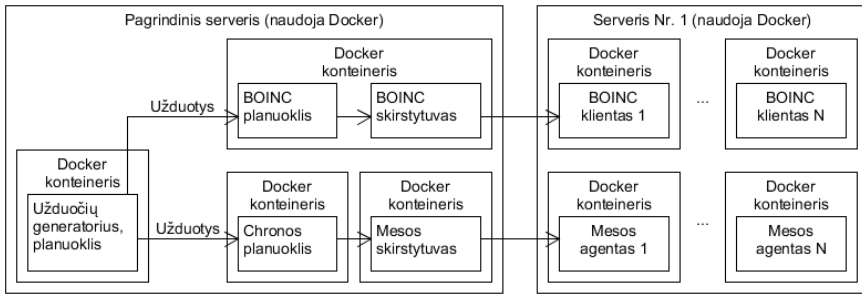 Pagrindinis serveris (naudoja Docker)
Docker
konteineris
BOINC
planuoklis
BOINC
skirstytuvas
Užduotys
Docker
konteineris
Užduočių
generatorius,
planuoklis
Užduotys
Docker
konteineris
Chronos
planuoklis
Docker
konteineris
Mesos
skirstytuvas
Serveris Nr. 1 (naudoja Docker)
Docker
konteineris
BOINC
klientas 1
...
Docker
konteineris
BOINC
klientas N
Docker
konteineris
Mesos
agentas 1
...
Docker
konteineris
Mesos
agentas N